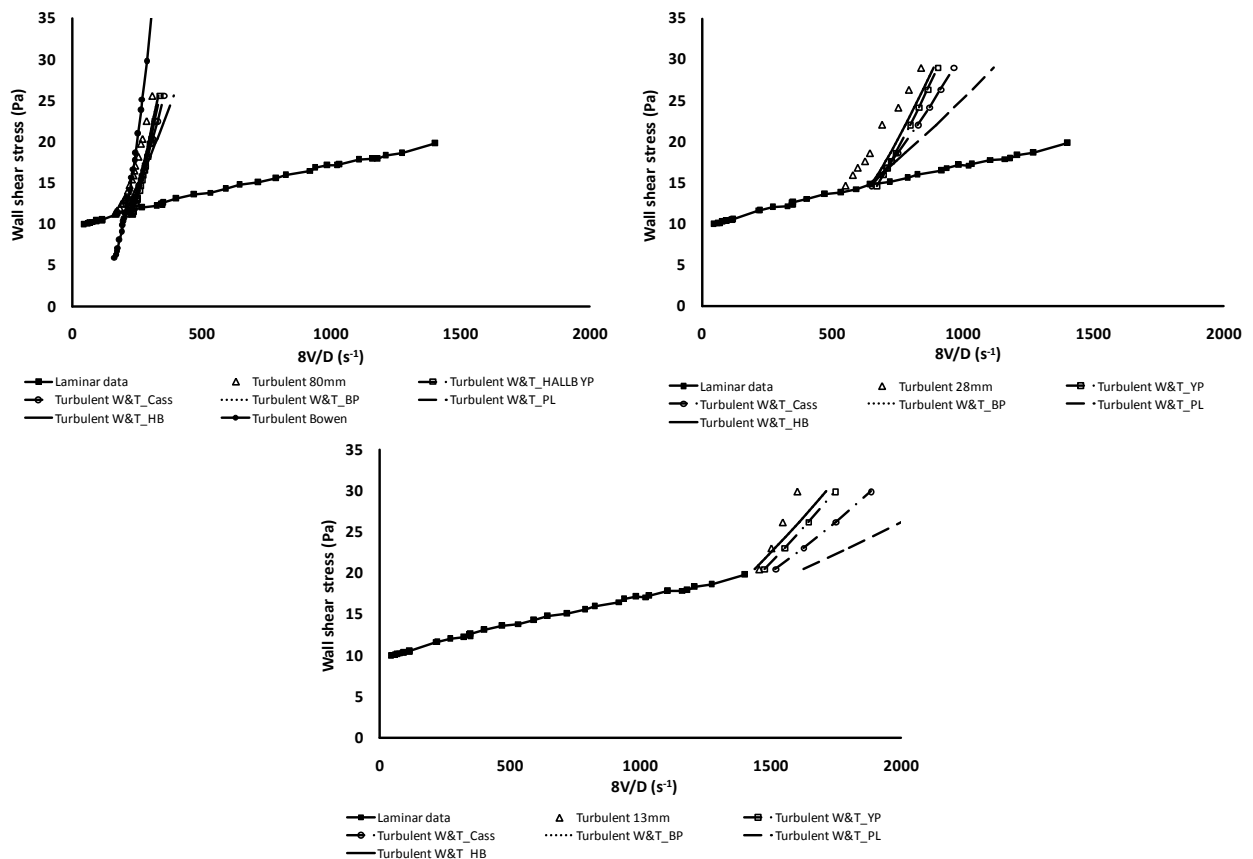 35
30
25
20
15
10
5
0
Wall shear stress (Pa)
0 500 1000 1500 2000
8V/D (s-1)
Laminar data Turbulent 80mm Turbulent W&T_HALLB YP
Turbulent W&T_Cass Turbulent W&T_BP Turbulent W&T_PL
Turbulent W&T_HB Turbulent Bowen
35
30
25
20
15
10
5
0
Wall shear stress (Pa)
0 500 1000 1500 2000
8V/D (s-1)
Laminar data Turbulent 28mm Turbulent W&T_YP
Turbulent W&T_Cass Turbulent W&T_BP Turbulent W&T_PL
Turbulent W&T_HB
35
30
25
20
15
10
5
0
Wall shear stress (Pa)
0 500 1000 1500 2000
8V/D (s-1)
Laminar data Turbulent 13mm Turbulent W&T_YP
Turbulent W&T_Cass Turbulent W&T_BP Turbulent W&T_PL
Turbulent W&T_HB